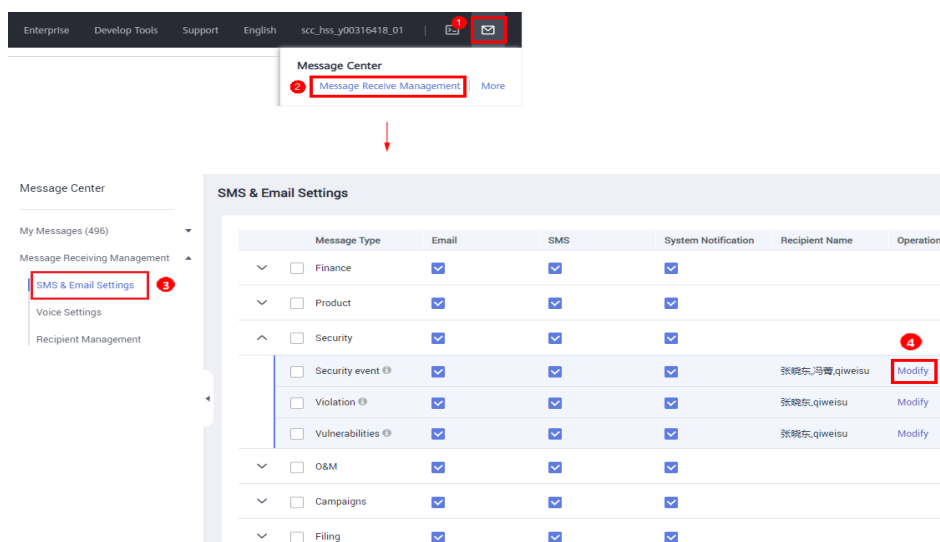 Enterprise Develop Tools Support English scc_hss_y00316418_01 | 1
Message Center
2 Message Receive Management | More
Message Center
SMS & Email Settings
My Messages (496)
Message Receiving Management
SMS & Email Settings 3
Voice Settings
Recipient Management
Message Type Email SMS System Notification Recipient Name Operation
Finance
Product
Security
4
Security event 张晓东,冯菁,qiweisu Modify
Violation 张晓东,qiweisu Modify
Vulnerabilities 张晓东,qiweisu Modify
O&M
Campaigns
Filing